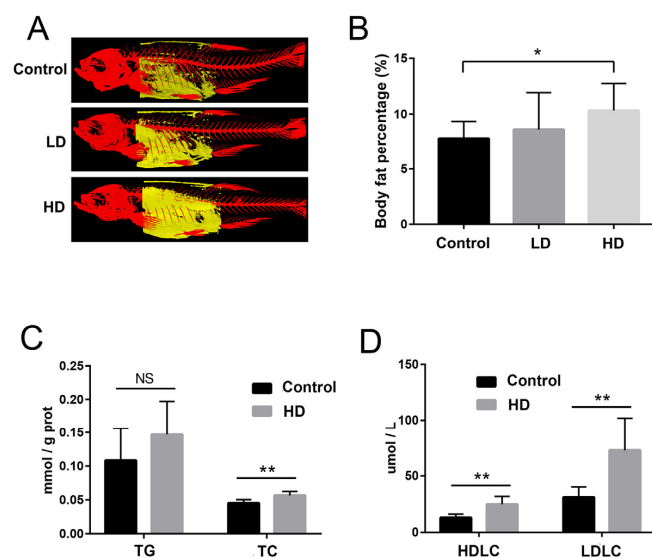 A
Control
LD
HD
B
Body fat percentage (%)
15
10
5
0
*
Control LD HD
C
mmol / g prot
0.25
0.20
0.15
0.10
0.05
0.00
Control
HD
NS
**
TG TC
D
umol / L
150
100
50
0
Control
HD
**
**
HDLC LDLC